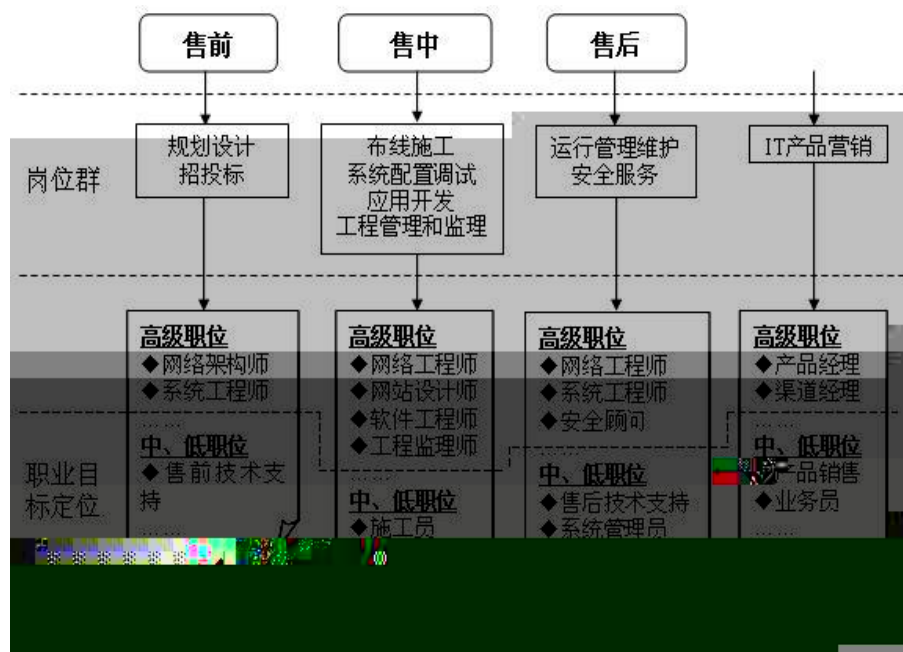 售前
售中
售后
岗位群
规划设计
招投标
布线施工
系统配置调试
应用开发
工程管理和监理
运行管理维护
安全服务
IT产品营销
职业目
标定位
高级职位
◆网络架构师
◆系统工程师
……
中、低职位
◆售前技术支
持
……
高级职位
◆网络工程师
◆网站设计师
◆软件工程师
◆工程监理师
……
中、低职位
◆施工员
高级职位
◆网络工程师
◆系统工程师
◆安全顾问
……
中、低职位
◆售后技术支持
◆系统管理员
高级职位
◆产品经理
◆渠道经理
……
中、低职位
产品销售
◆业务员
……